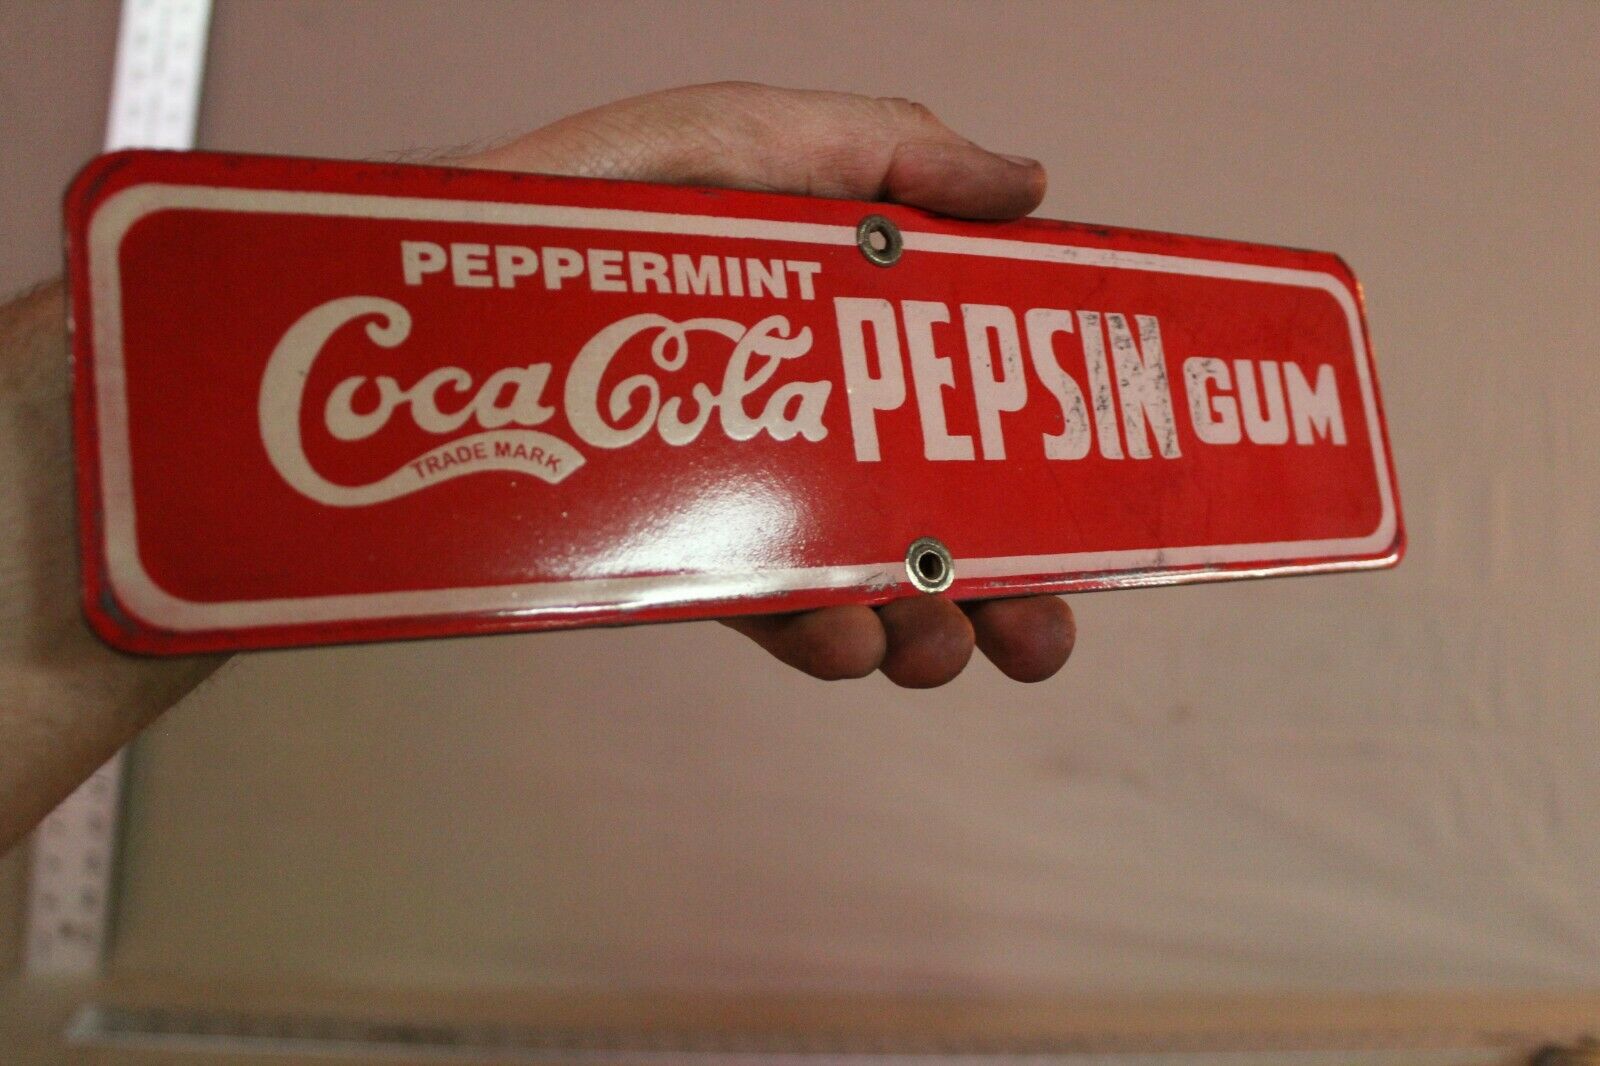 PEPPERMINT
Coca Cola PEPSIN GUM
TRADE MARK